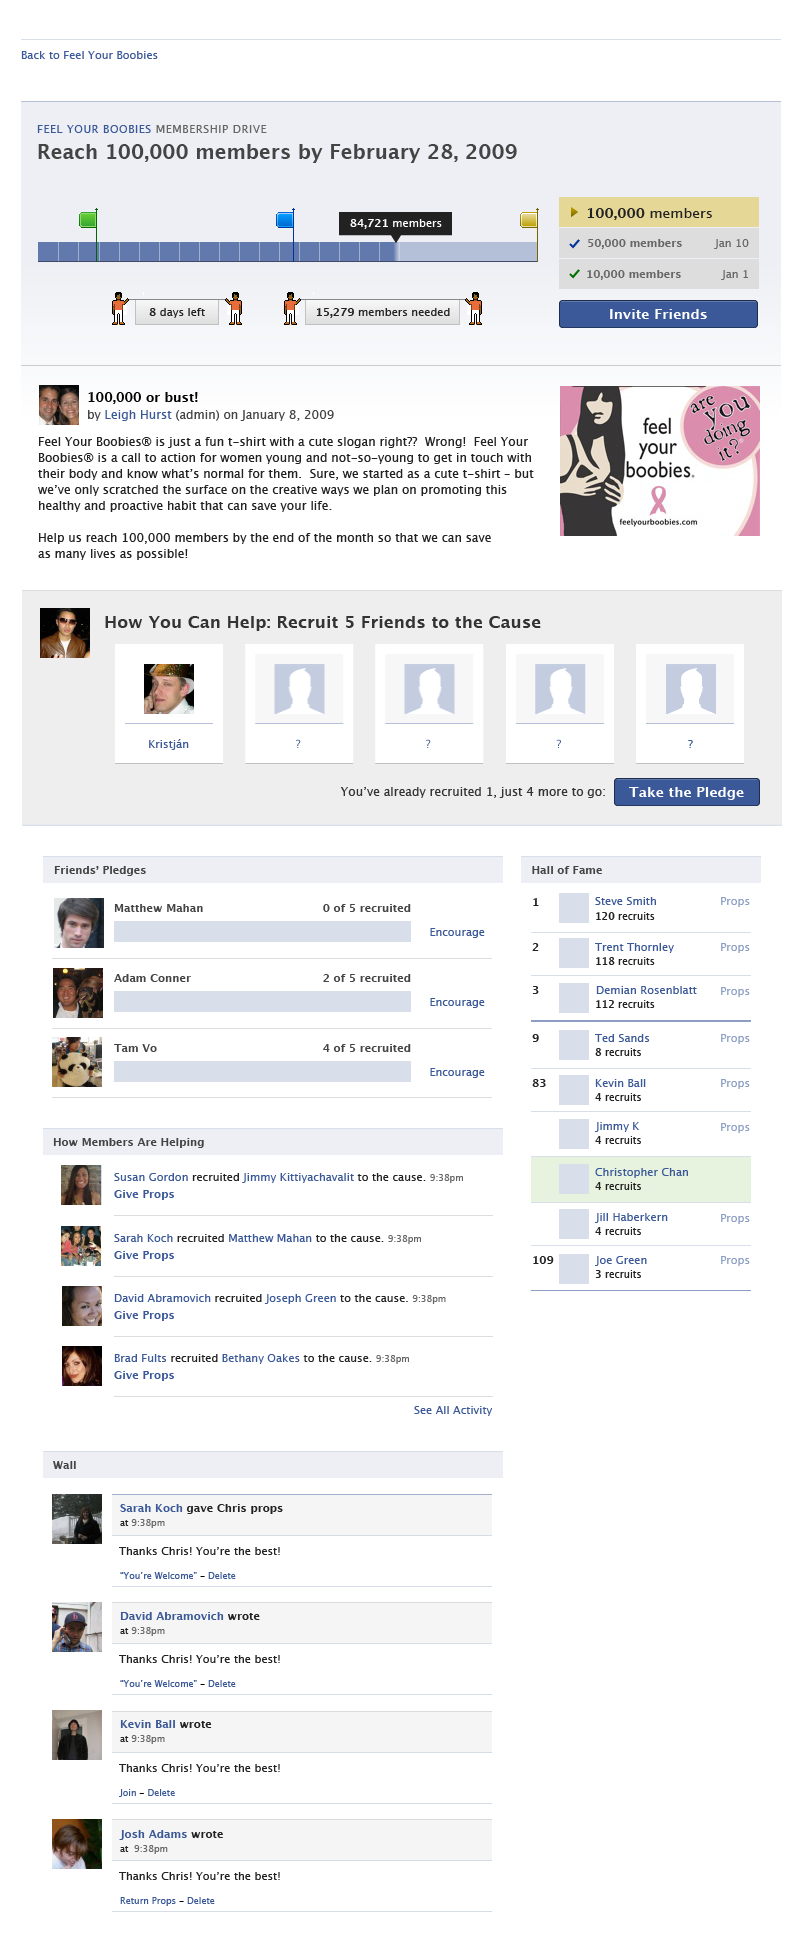 Back to Feel Your Boobies
FEEL YOUR BOOBIES MEMBERSHIP DRIVE
Reach 100,000 members by February 28, 2009
84,721 members
8 days left
15,279 members needed
100,000 members
50,000 members Jan 10
10,000 members Jan 1
Invite Friends
100,000 or bust!
by Leigh Hurst (admin) on January 8, 2009
Feel Your Boobies® is just a fun t-shirt with a cute slogan right??  Wrong!  Feel Your
Boobies® is a call to action for women young and not-so-young to get in touch with
their body and know what's normal for them.  Sure, we started as a cute t-shirt – but
we've only scratched the surface on the creative ways we plan on promoting this
healthy and proactive habit that can save your life.
Help us reach 100,000 members by the end of the month so that we can save
as many lives as possible!
feel
your
boobies®
feelyourboobies.com
are
you
doing
it?
How You Can Help: Recruit 5 Friends to the Cause
Kristján
?
?
?
?
You've already recruited 1, just 4 more to go:
Take the Pledge
Friends' Pledges
Matthew Mahan 0 of 5 recruited
Encourage
Adam Conner 2 of 5 recruited
Encourage
Tam Vo 4 of 5 recruited
Encourage
How Members Are Helping
Susan Gordon recruited Jimmy Kittiyachavalit to the cause. 9:38pm
Give Props
Sarah Koch recruited Matthew Mahan to the cause. 9:38pm
Give Props
David Abramovich recruited Joseph Green to the cause. 9:38pm
Give Props
Brad Fults recruited Bethany Oakes to the cause. 9:38pm
Give Props
See All Activity
Wall
Sarah Koch gave Chris props
at 9:38pm
Thanks Chris! You're the best!
"You're Welcome" – Delete
David Abramovich wrote
at 9:38pm
Thanks Chris! You're the best!
"You're Welcome" – Delete
Kevin Ball wrote
at 9:38pm
Thanks Chris! You're the best!
Join – Delete
Josh Adams wrote
at 9:38pm
Thanks Chris! You're the best!
Return Props – Delete
Hall of Fame
1 Steve Smith Props
120 recruits
2 Trent Thornley Props
118 recruits
3 Demian Rosenblatt Props
112 recruits
9 Ted Sands Props
8 recruits
83 Kevin Ball Props
4 recruits
Jimmy K Props
4 recruits
Christopher Chan
4 recruits
Jill Haberkern Props
4 recruits
109 Joe Green Props
3 recruits